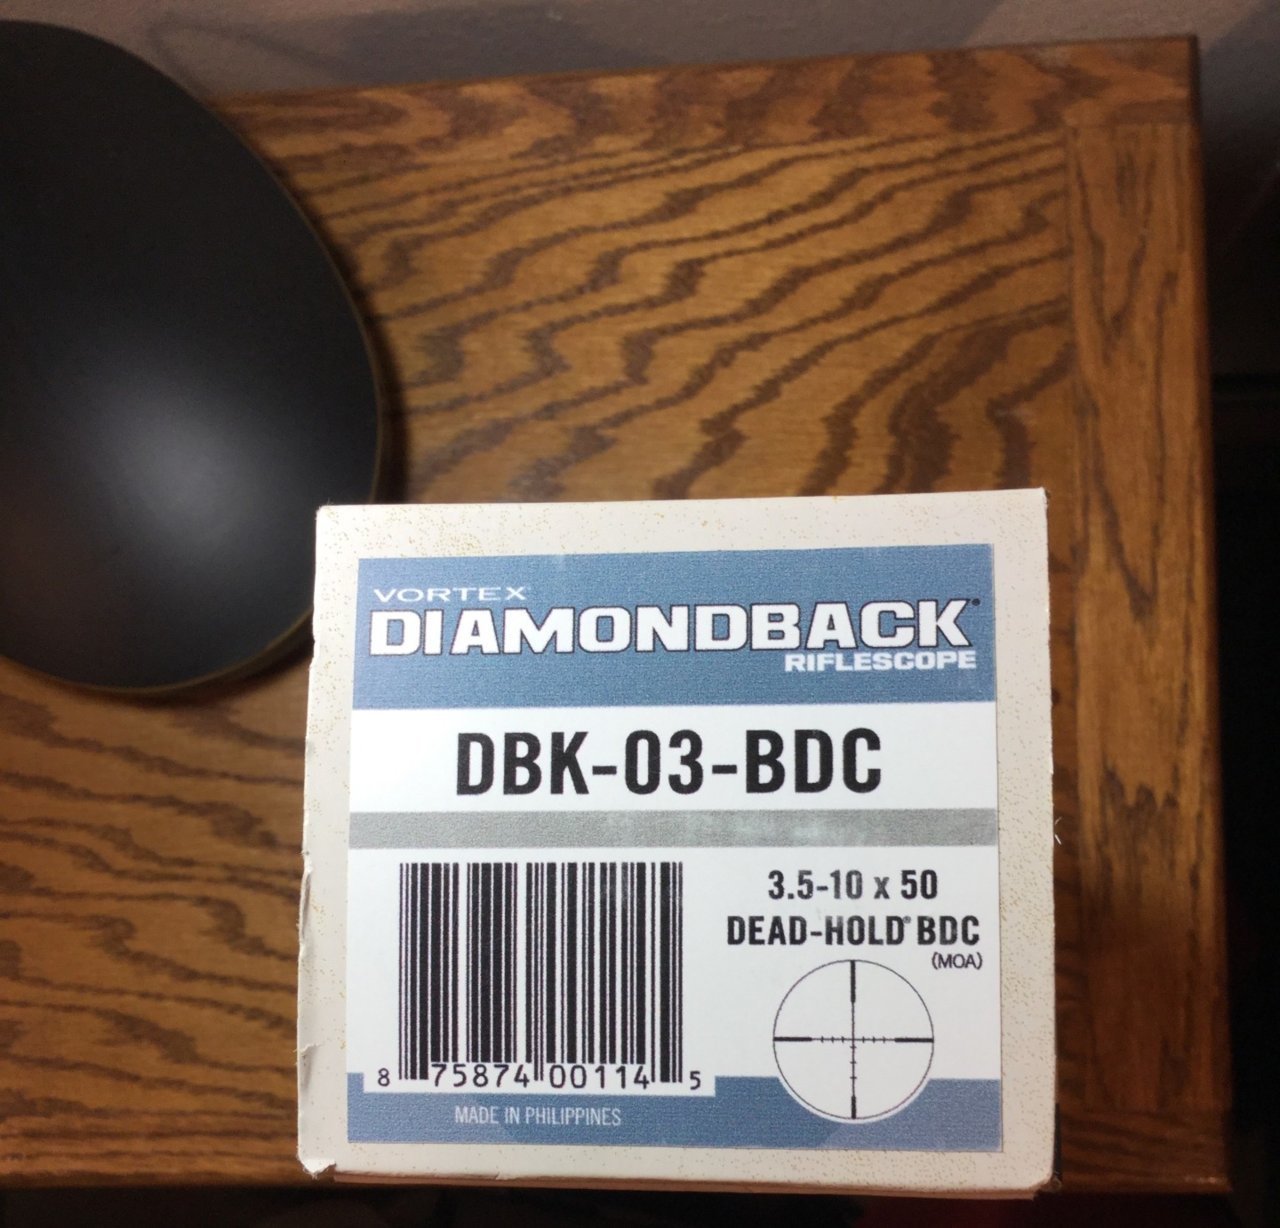 VORTEX
DIAMONDBACK®
RIFLESCOPE
DBK-03-BDC
3.5-10 x 50
DEAD-HOLD® BDC
(MOA)
8 75874 00114 5
MADE IN PHILIPPINES